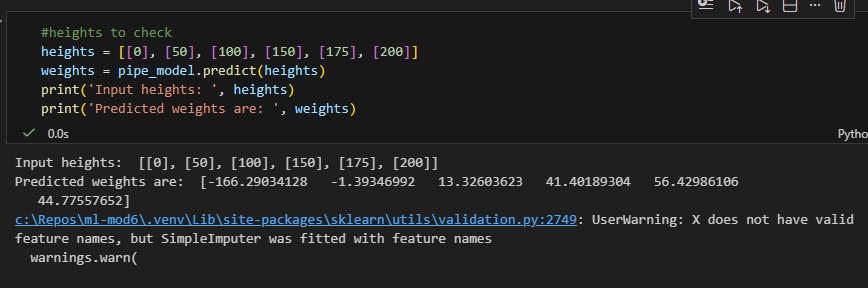 #heights to check
heights = [[0], [50], [100], [150], [175], [200]]
weights = pipe_model.predict(heights)
print('Input heights: ', heights)
print('Predicted weights are: ', weights)
0.0s
Input heights:  [[0], [50], [100], [150], [175], [200]]
Predicted weights are:  [-166.29034128   -1.39346992   13.32603623   41.40189304   56.42986106
   44.77557652]
c:\Repos\ml-mod6\.venv\Lib\site-packages\sklearn\utils\validation.py:2749: UserWarning: X does not have valid
feature names, but SimpleImputer was fitted with feature names
  warnings.warn(